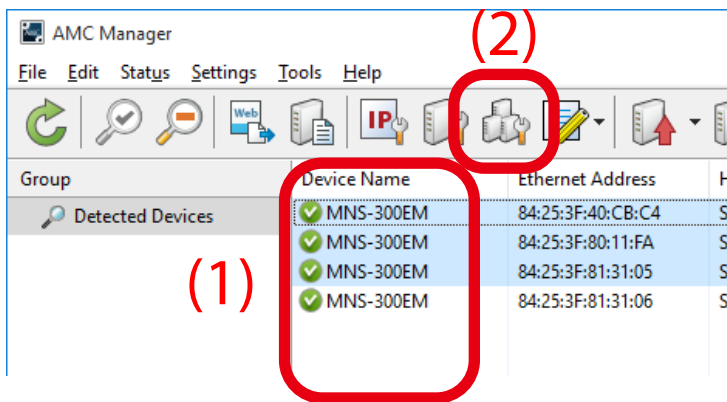 AMC Manager
(2)
File Edit Status Settings Tools Help
Web
IP
Group Device Name Ethernet Address H
Detected Devices MNS-300EM 84:25:3F:40:CB:C4 S
MNS-300EM 84:25:3F:80:11:FA S
(1) MNS-300EM 84:25:3F:81:31:05 S
MNS-300EM 84:25:3F:81:31:06 S